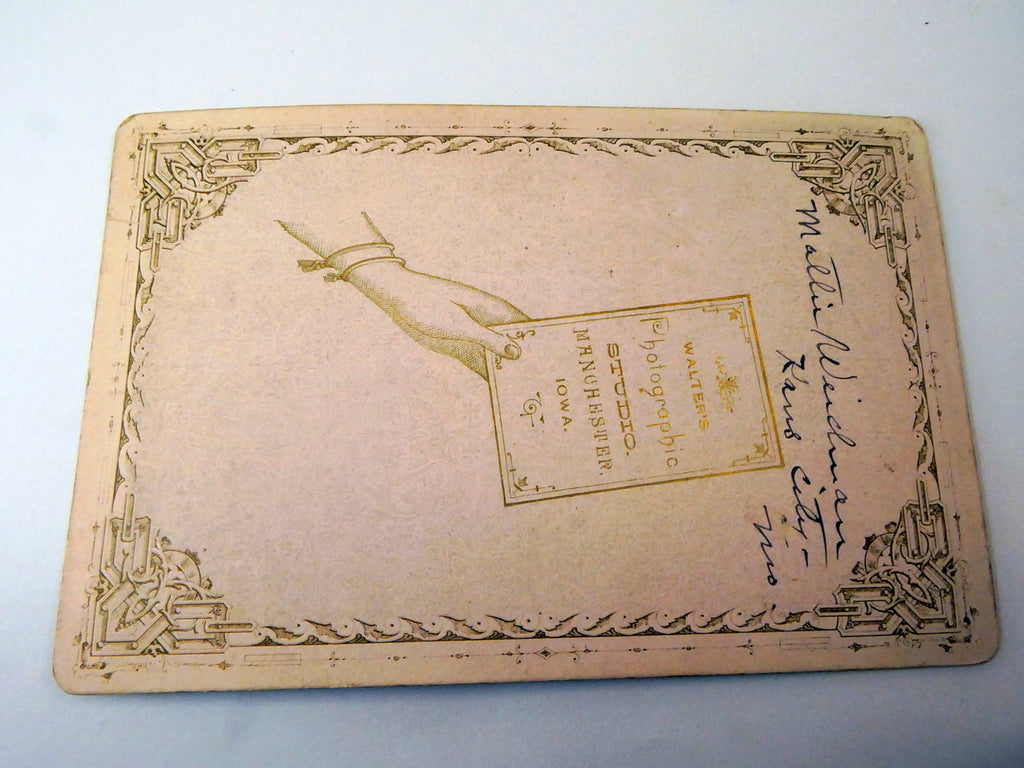 Mattie Weichman
Kans City-
Mo
WALTER'S
Photographic
STUDIO.
MANCHESTER
IOWA.